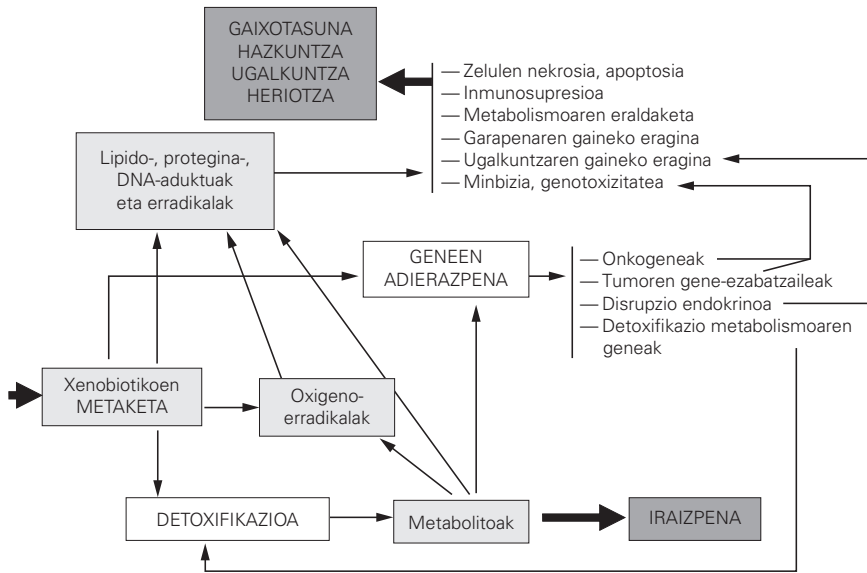 GAIXOTASUNA
HAZKUNTZA
UGALKUNTZA
HERIOTZA
— Zelulen nekrosia, apoptosia
— Inmunosupresioa
— Metabolismoaren eraldaketa
— Garapenaren gaineko eragina
— Ugalkuntzaren gaineko eragina
— Minbizia, genotoxizitatea
Lipido-, protegina-,
DNA-aduktuak
eta erradikalak
GENEEN
ADIERAZPENA
— Onkogeneak
— Tumoren gene-ezabatzaileak
— Disrupzio endokrinoa
— Detoxifikazio metabolismoaren
geneak
Xenobiotikoen
METAKETA
Oxigeno-
erradikalak
DETOXIFIKAZIOA
Metabolitoak
IRAIZPENA